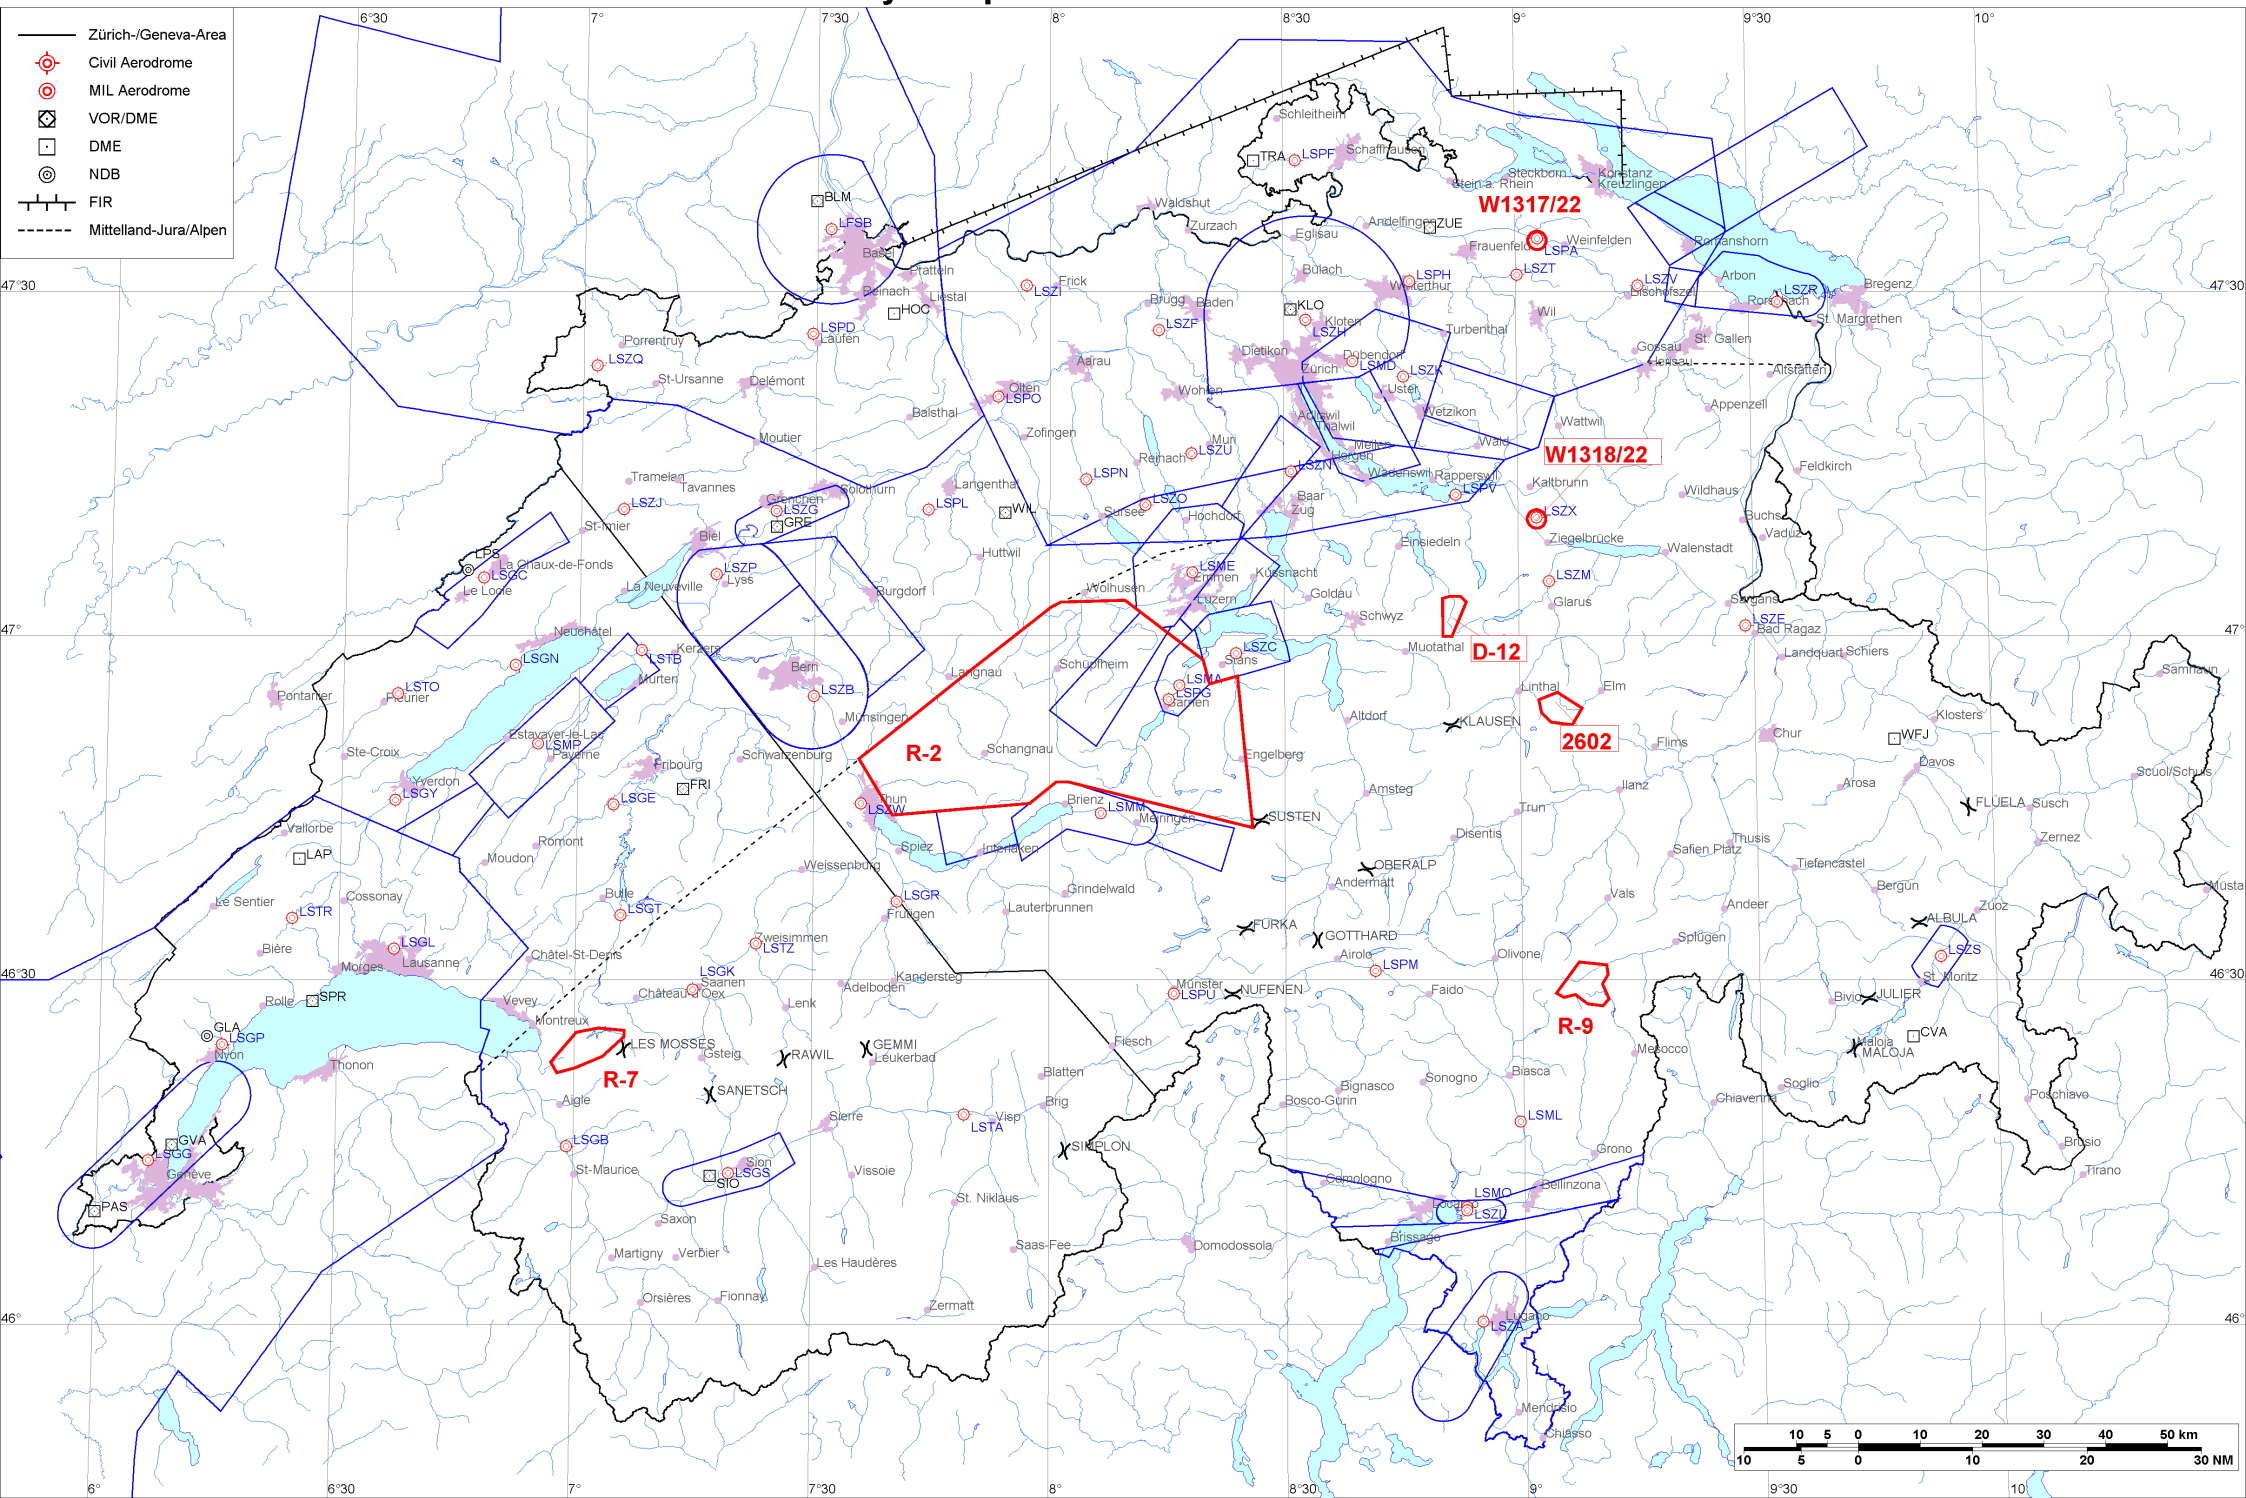 6°30
7°
7°30
8°
8°30
9°
9°30
10°
Zürich-/Geneva-Area
Civil Aerodrome
MIL Aerodrome
VOR/DME
DME
NDB
FIR
Mittelland-Jura/Alpen
Schleitheim
TRA
LSPF
Schaffhausen
Steckborn
Konstanz
Kreuzlingen
Stein a. Rhein
BLM
LFSB
Basel
Waldshut
Zurzach
W1317/22
Andelfingen
ZUE
Eglisau
Frauenfeld
Weinfelden
LSPA
Romanshorn
Pratteln
Reinach
Liestal
HOC
LSZI
Frick
Bülach
LSPH
Winterthur
LSZT
LSZV
Bischofszell
Arbon
LSZR
Rorschach
Bregenz
St. Margrethen
47°30
47°30
Brugg
Baden
KLO
Kloten
LSZH
LSZF
Wil
Turbenthal
LSPD
Laufen
Porrentruy
LSZQ
St-Ursanne
Delémont
Aarau
Dietikon
Zürich
Dübendorf
LSMD
LSZK
Uster
Gossau
St. Gallen
Herisau
Altstätten
Olten
LSPO
Balsthal
Wohlen
Wetzikon
Appenzell
Wattwil
Adliswil
Thalwil
Moutier
Zofingen
Muri
LSZU
Reinach
Meilen
Horgen
Wald
W1318/22
Tramelan
Tavannes
LSPN
LSZN
Wädenswil
Rapperswil
LSPV
Kaltbrunn
Feldkirch
Wildhaus
Grenchen
Solothurn
LSZG
GRE
Langenthal
LSPL
WIL
LSZO
Sursee
Hochdorf
Baar
Zug
LSZX
Buchs
Vaduz
LSZJ
St-Imier
Biel
Huttwil
Einsiedeln
Ziegelbrücke
Walenstadt
LPS
La Chaux-de-Fonds
LSGC
Le Locle
LSZP
Lyss
La Neuveville
Burgdorf
Wolhusen
LSME
Emmen
Luzern
Küssnacht
Goldau
LSZM
Glarus
Sargans
LSZE
Bad Ragaz
Schwyz
47°
47°
Neuchâtel
LSGN
LSTB
Kerzers
Murten
Bern
LSZB
Langnau
Schüpfheim
LSZC
Stans
LSMA
LSPG
Sarnen
Muotathal
D-12
Landquart
Schiers
Samnaun
Pontarlier
LSTO
Fleurier
Münsingen
Linthal
Elm
Altdorf
KLAUSEN
2602
Klosters
WFJ
Davos
Chur
Flims
Ste-Croix
Estavayer-le-Lac
LSMP
Payerne
Schwarzenburg
R-2
Schangnau
Engelberg
Fribourg
FRI
Yverdon
LSGY
LSGE
Thun
LSZW
Brienz
LSMM
Meiringen
SUSTEN
Amsteg
Ilanz
Trun
Arosa
Scuol/Schuls
FLÜELA
Susch
Vallorbe
LAP
Romont
Moudon
Weissenburg
Spiez
Interlaken
Disentis
Safien Platz
Thusis
Tiefencastel
Zernez
OBERALP
Andermatt
Grindelwald
Lauterbrunnen
Vals
Andeer
Bergün
Müsta
Le Sentier
Cossonay
LSTR
Bulle
LSGT
LSGR
Frutigen
FURKA
GOTTHARD
Zuoz
ALBULA
Bière
LSGL
Lausanne
Morges
Zweisimmen
LSTZ
Châtel-St-Denis
Airolo
LSPM
Olivone
Splügen
LSZS
St. Moritz
46°30
46°30
LSGK
Saanen
Château d'Oex
Kandersteg
Adelboden
Lenk
Münster
LSPU
NUFENEN
Faido
Bivio
JULIER
Rolle
SPR
Vevey
Montreux
R-9
GLA
LSGP
Nyon
LES MOSSES
Gsteig
RAWIL
GEMMI
Leukerbad
Fiesch
Mesocco
CVA
Maloja
MALOJA
Thonon
R-7
SANETSCH
Blatten
Bignasco
Sonogno
Biasca
Soglio
Aigle
Sierre
Visp
LSTA
Brig
Bosco-Gurin
Chiavenna
Poschiavo
LSML
GVA
LSGG
Genève
LSGB
St-Maurice
Sion
LSGS
SIO
Vissoie
SIMPLON
Grono
Brusio
Tirano
PAS
St. Niklaus
Comologno
LSMO
Locarno
LSZL
Bellinzona
Saxon
Martigny
Verbier
Saas-Fee
Domodossola
Brissago
Les Haudères
Orsières
Fionnay
Zermatt
46°
46°
Lugano
LSZA
Mendrisio
Chiasso
10 5 0 10 20 30 40 50 km
10 5 0 10 20 30 NM
6°
6°30
7°
7°30
8°
8°30
9°
9°30
10°